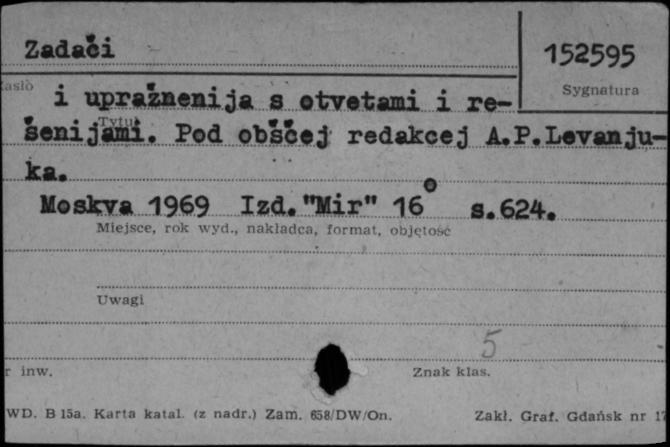 Zadači
152595
Hasło
Sygnatura
i upražnenija s otvetami i re-
Tytuł
šenijami. Pod obščej redakcej A.P.Levanju-
ka.
Moskva 1969 Izd."Mir" 16° s.624.
Miejsce, rok wyd., nakładca, format, objętość
Uwagi
5
r inw.
Znak klas.
WD. B 15a. Karta katal. (z nadr.) Zam. 658/DW/On.
Zakł. Graf. Gdańsk nr 17